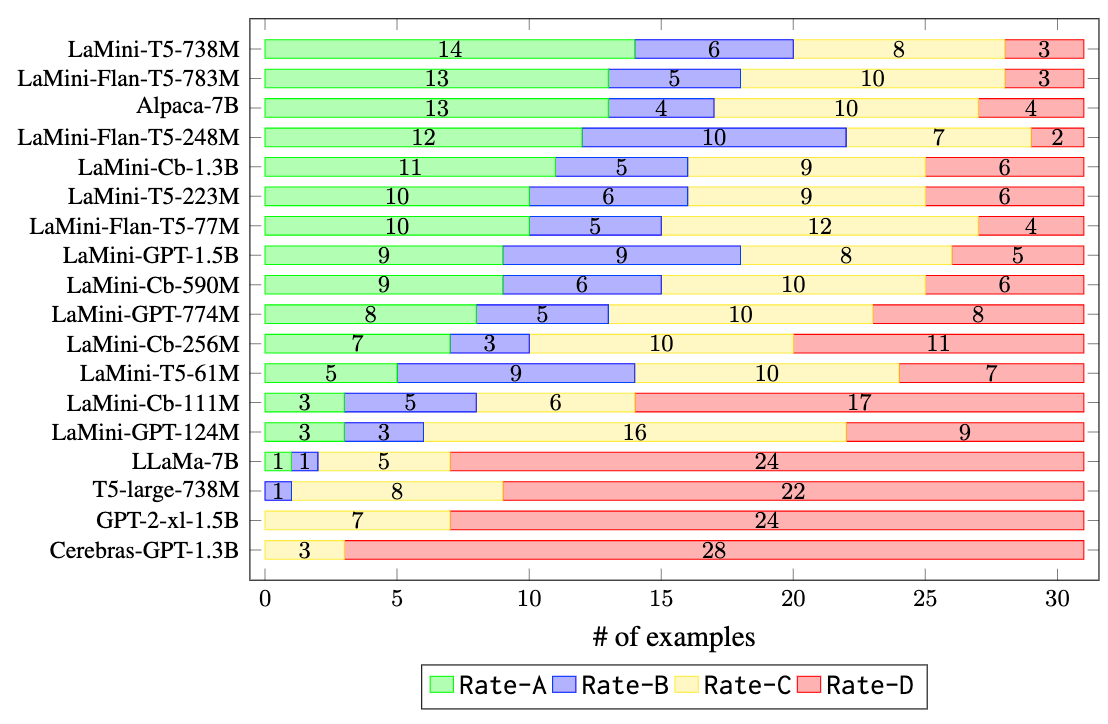 LaMini-T5-738M 14 6 8 3
LaMini-Flan-T5-783M 13 5 10 3
Alpaca-7B 13 4 10 4
LaMini-Flan-T5-248M 12 10 7 2
LaMini-Cb-1.3B 11 5 9 6
LaMini-T5-223M 10 6 9 6
LaMini-Flan-T5-77M 10 5 12 4
LaMini-GPT-1.5B 9 9 8 5
LaMini-Cb-590M 9 6 10 6
LaMini-GPT-774M 8 5 10 8
LaMini-Cb-256M 7 3 10 11
LaMini-T5-61M 5 9 10 7
LaMini-Cb-111M 3 5 6 17
LaMini-GPT-124M 3 3 16 9
LLaMa-7B 1 1 5 24
T5-large-738M 1 8 22
GPT-2-xl-1.5B 7 24
Cerebras-GPT-1.3B 3 28
0 5 10 15 20 25 30
# of examples
Rate-A Rate-B Rate-C Rate-D